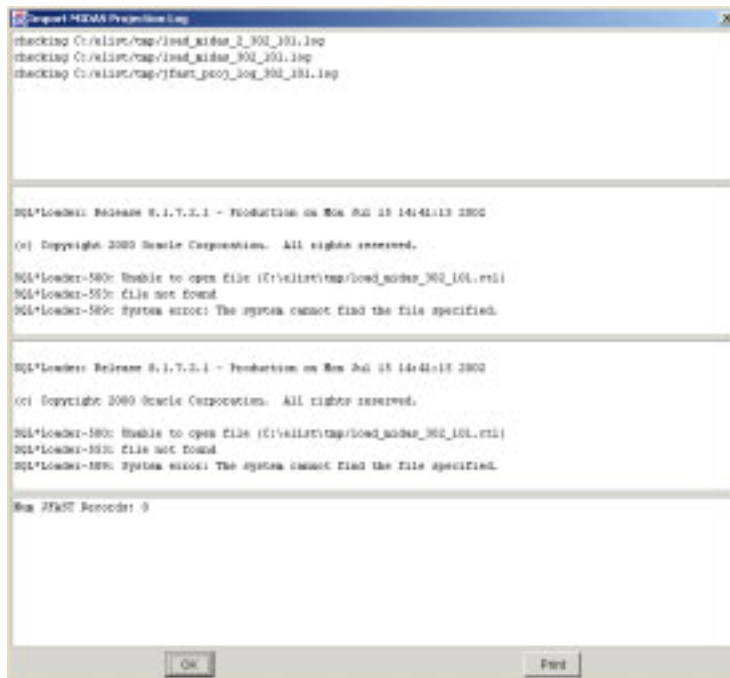 Import MIDAS Projection Log
checking C:/elist/tmp/load_midas_2_302_101.log
checking C:/elist/tmp/load_midas_302_101.log
checking C:/elist/tmp/jfast_proj_log_302_101.log
SQL*Loader: Release 8.1.7.2.1 - Production on Mon Jul 15 14:41:13 2002
(c) Copyright 2000 Oracle Corporation.  All rights reserved.
SQL*Loader-500: Unable to open file (C:\elist\tmp/load_midas_302_101.ctl)
SQL*Loader-553: file not found
SQL*Loader-509: System error: The system cannot find the file specified.
SQL*Loader: Release 8.1.7.2.1 - Production on Mon Jul 15 14:41:13 2002
(c) Copyright 2000 Oracle Corporation.  All rights reserved.
SQL*Loader-500: Unable to open file (C:\elist\tmp/load_midas_302_101.ctl)
SQL*Loader-553: file not found
SQL*Loader-509: System error: The system cannot find the file specified.
Num JFAST Records: 0
OK
Print